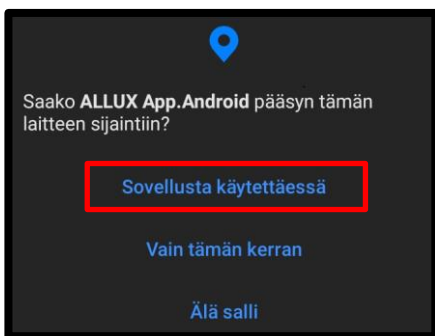 Saako ALLUX App.Android pääsyn tämän
laitteen sijaintiin?
Sovellusta käytettäessä
Vain tämän kerran
Älä salli